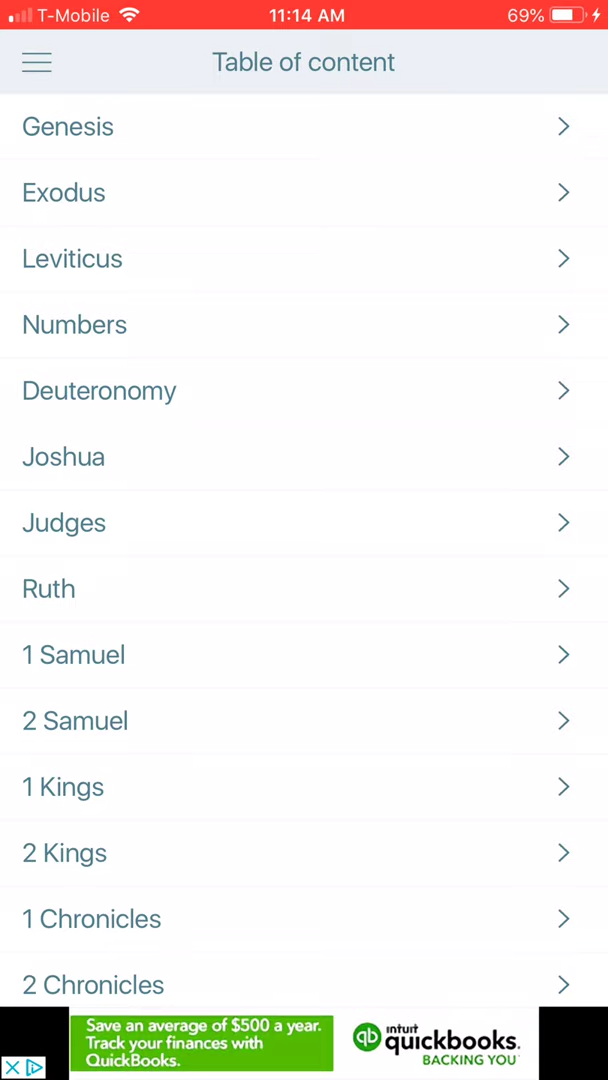 T-Mobile 11:14 AM 69%
Table of content
Genesis
Exodus
Leviticus
Numbers
Deuteronomy
Joshua
Judges
Ruth
1 Samuel
2 Samuel
1 Kings
2 Kings
1 Chronicles
2 Chronicles
Save an average of $500 a year.
Track your finances with
QuickBooks.
qb intuit quickbooks.
BACKING YOU